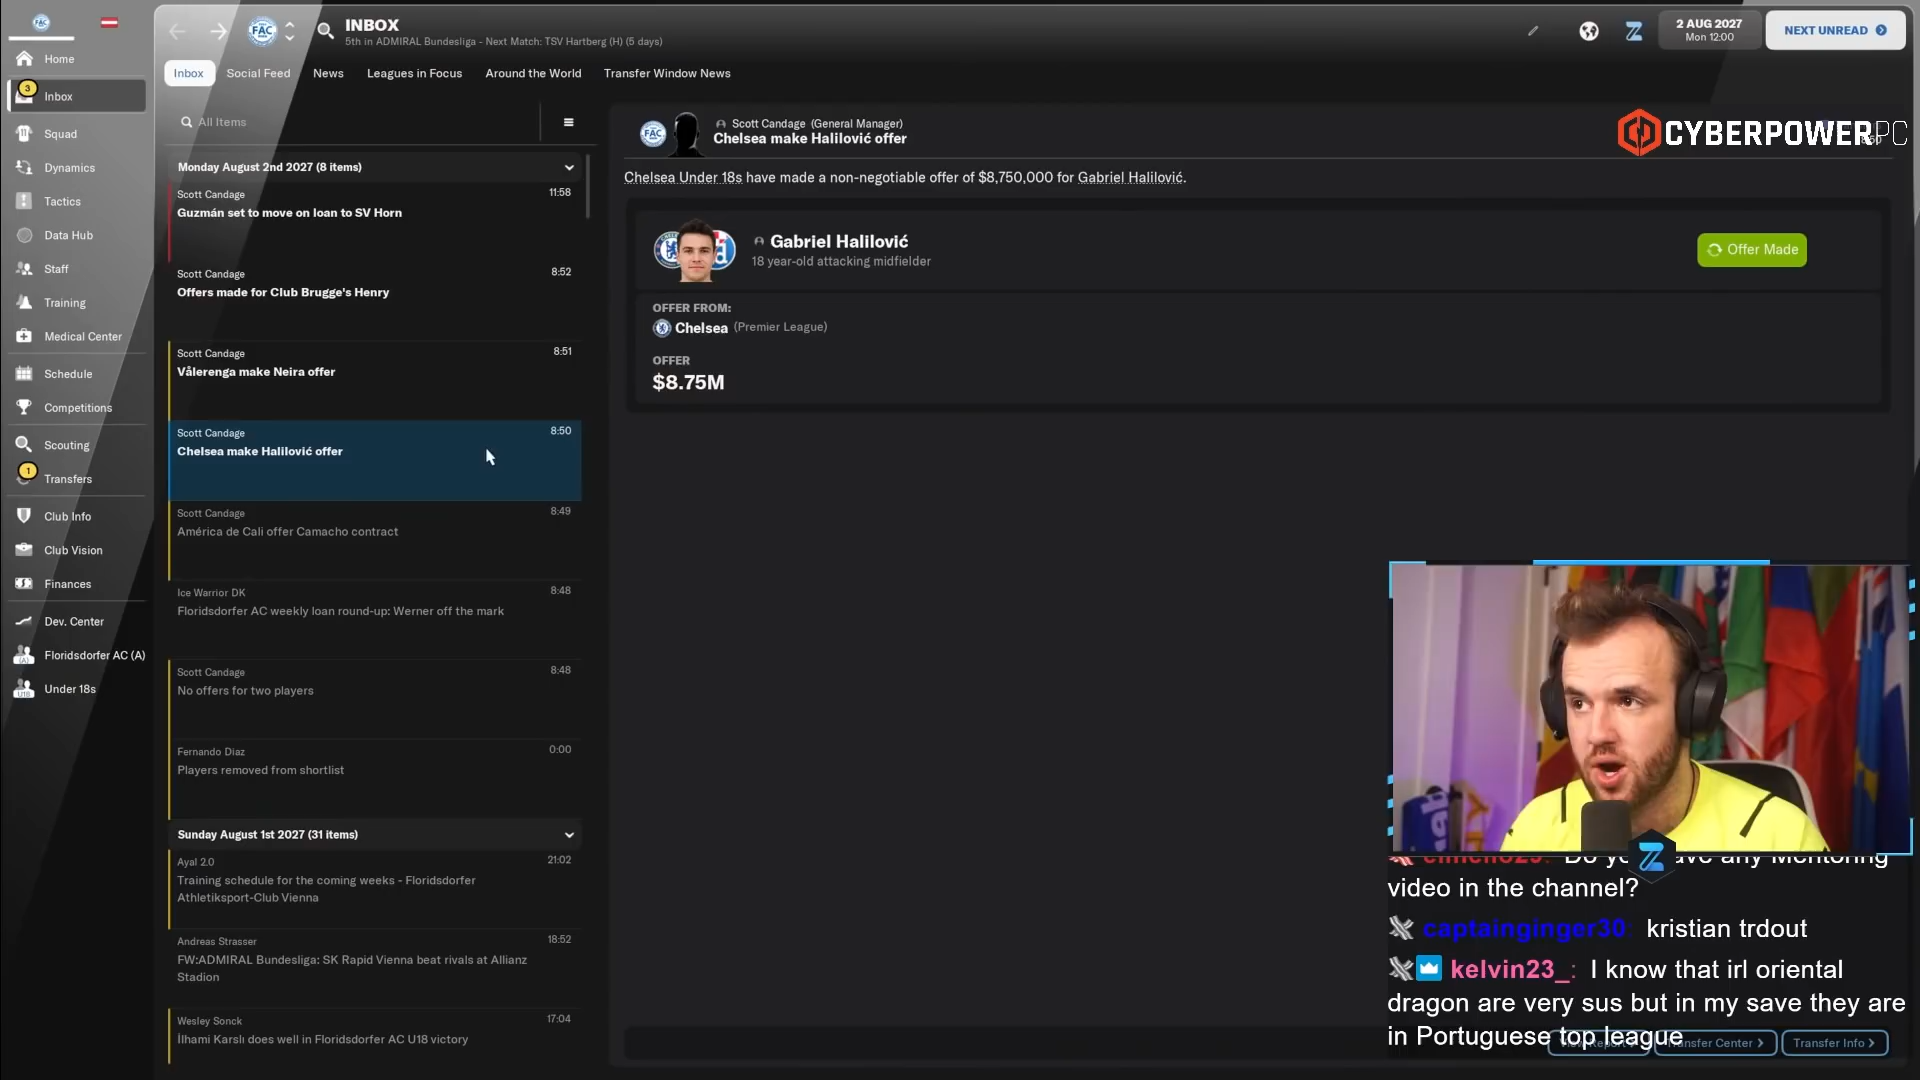 FAC
INBOX
5th in ADMIRAL Bundesliga - Next Match: TSV Hartberg (H) (5 days)
2 AUG 2027
Mon 12:00
NEXT UNREAD
Home
3
Inbox
Squad
Dynamics
Tactics
Data Hub
Staff
Training
Medical Center
Schedule
Competitions
Scouting
1
Transfers
Club Info
Club Vision
Finances
Dev. Center
Floridsdorfer AC (A)
Under 18s
Inbox
Social Feed
News
Leagues in Focus
Around the World
Transfer Window News
All Items
Monday August 2nd 2027 (8 items)
Scott Candage
11:58
Guzmán set to move on loan to SV Horn
Scott Candage
8:52
Offers made for Club Brugge's Henry
Scott Candage
8:51
Vålerenga make Neira offer
Scott Candage
8:50
Chelsea make Halilović offer
Scott Candage
8:49
América de Cali offer Camacho contract
Ice Warrior DK
8:48
Floridsdorfer AC weekly loan round-up: Werner off the mark
Scott Candage
8:48
No offers for two players
Fernando Diaz
0:00
Players removed from shortlist
Sunday August 1st 2027 (31 items)
Ayal 2.0
21:02
Training schedule for the coming weeks - Floridsdorfer
Athletiksport-Club Vienna
Andreas Strasser
18:52
FW:ADMIRAL Bundesliga: SK Rapid Vienna beat rivals at Allianz
Stadion
Wesley Sonck
17:04
İlhami Karslı does well in Floridsdorfer AC U18 victory
FAC
Scott Candage (General Manager)
Chelsea make Halilović offer
CYBERPOWERPC
Chelsea Under 18s have made a non-negotiable offer of $8,750,000 for Gabriel Halilović.
Gabriel Halilović
18 year-old attacking midfielder
Offer Made
OFFER FROM:
Chelsea (Premier League)
OFFER
$8.75M
any Mentoring
video in the channel?
captainginger30: kristian trdout
kelvin23_: I know that irl oriental
dragon are very sus but in my save they are
in Portuguese top league
Transfer Center
Transfer Info